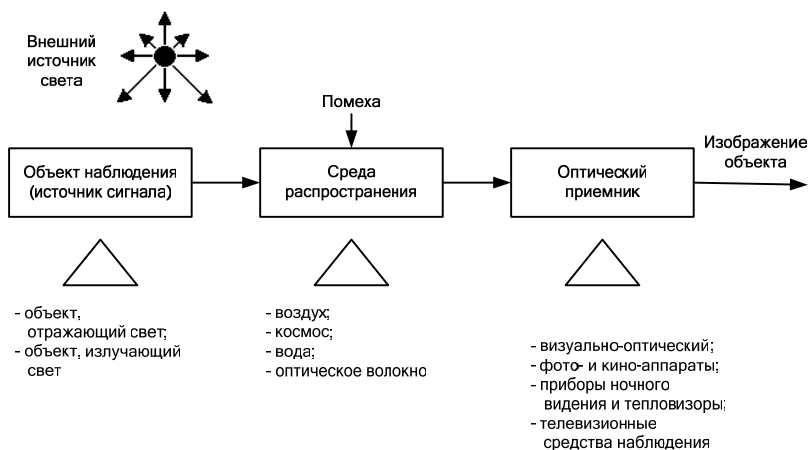 Внешний
источник
света
Помеха
Изображение
объекта
Объект наблюдения
(источник сигнала)
Среда
распространения
Оптический
приемник
- объект,
отражающий свет;
- объект, излучающий
свет
- воздух;
- космос;
- вода;
- оптическое волокно
- визуально-оптический;
- фото- и кино-аппараты;
- приборы ночного
видения и тепловизоры;
- телевизионные
средства наблюдения